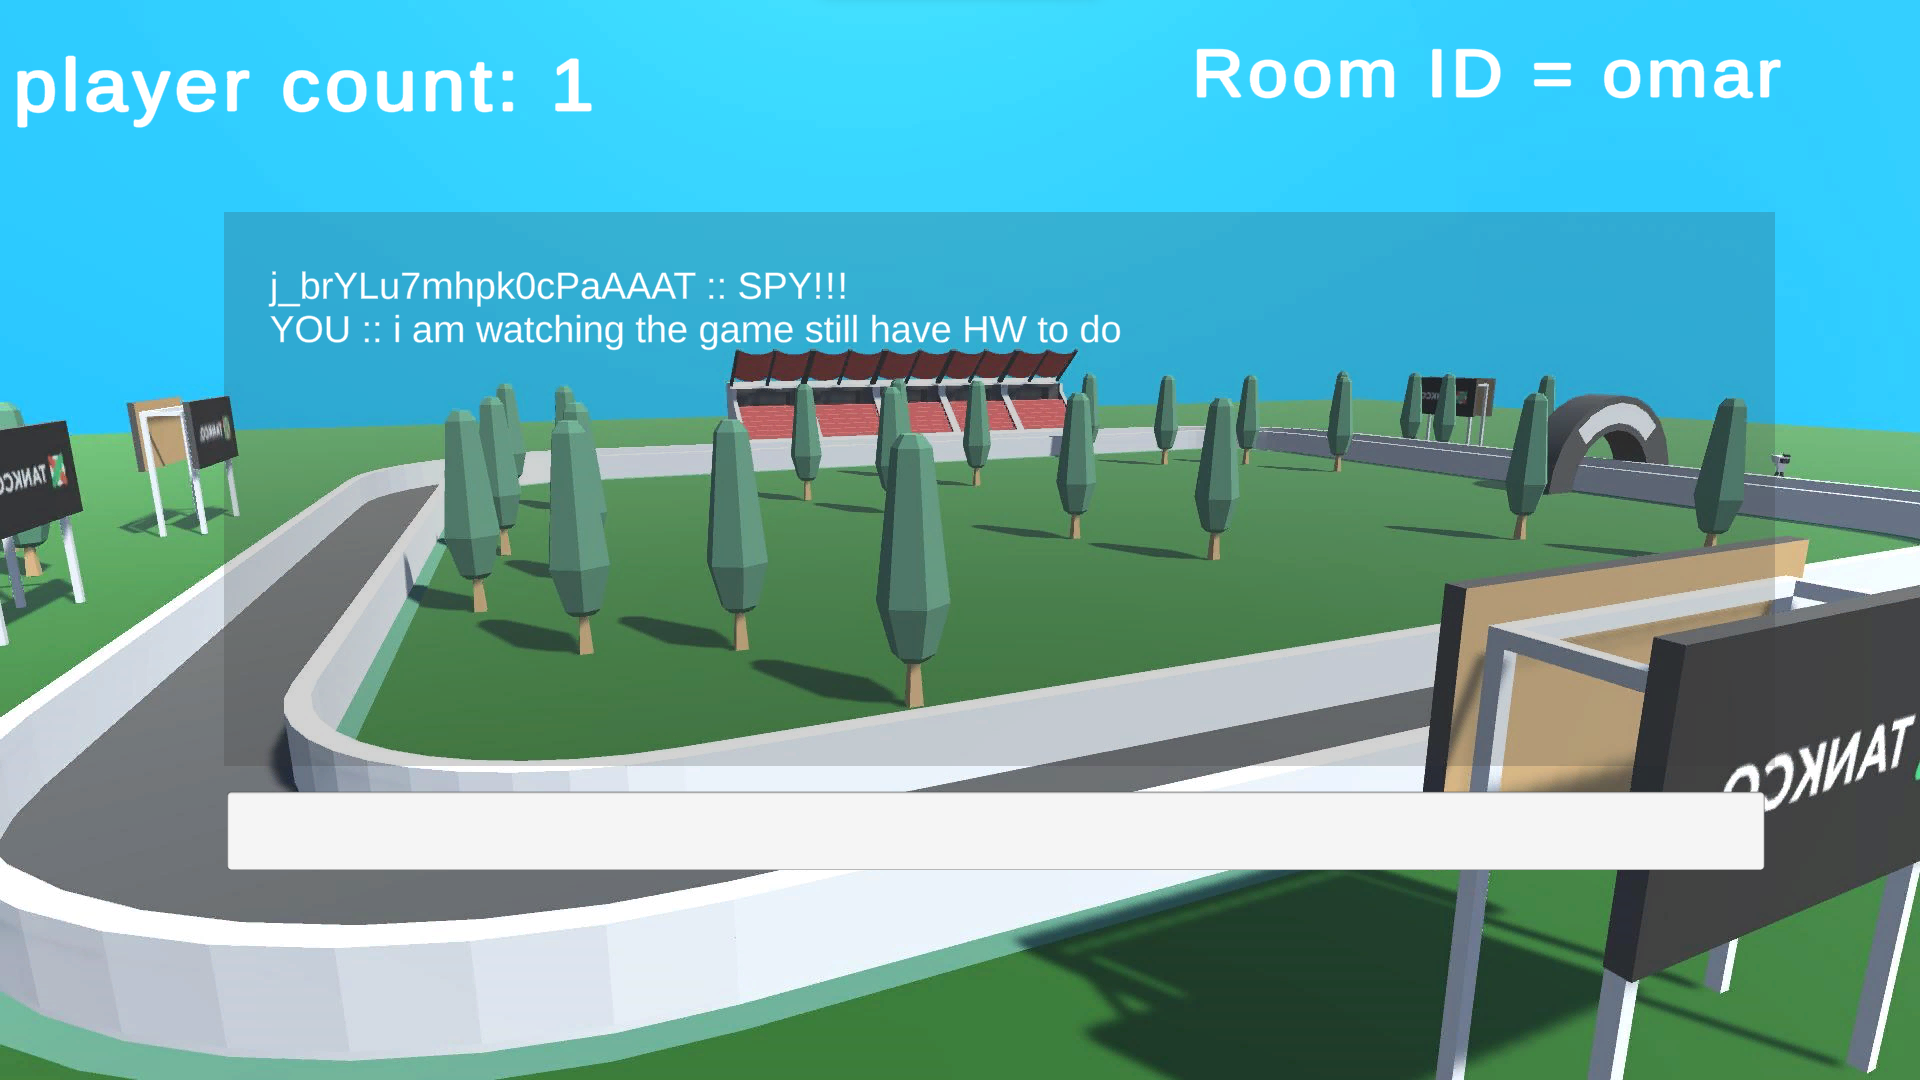 player count: 1
Room ID = omar
j_brYLu7mhpk0cPaAAAT :: SPY!!!
YOU :: i am watching the game still have HW to do
TANKCO
TANKCO
TANKCO